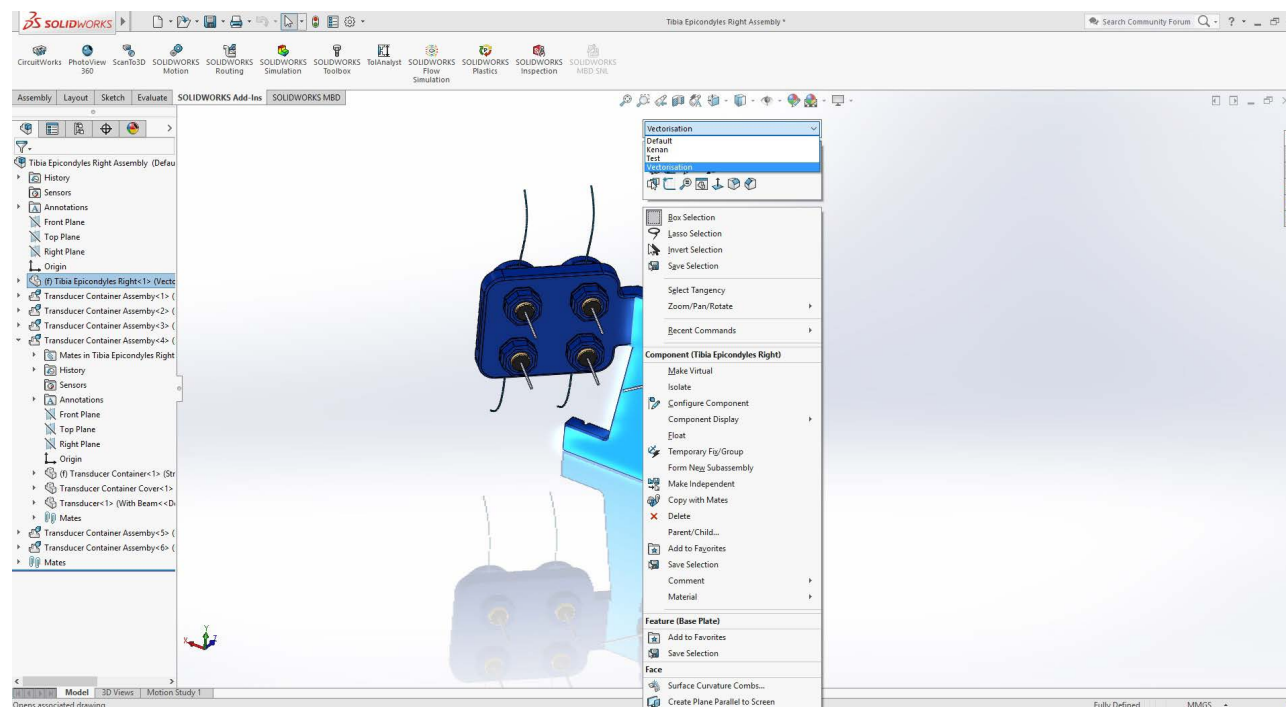 SOLIDWORKS
Tibia Epicondyles Right Assembly *
Search Community Forum
CircuitWorks
PhotoView 360
ScanTo3D
SOLIDWORKS Motion
SOLIDWORKS Routing
SOLIDWORKS Simulation
SOLIDWORKS Toolbox
TolAnalyst
SOLIDWORKS Flow Simulation
SOLIDWORKS Plastics
SOLIDWORKS Inspection
SOLIDWORKS MBD SNL
Assembly Layout Sketch Evaluate SOLIDWORKS Add-Ins SOLIDWORKS MBD
Tibia Epicondyles Right Assembly (Defau
History
Sensors
Annotations
Front Plane
Top Plane
Right Plane
Origin
(f) Tibia Epicondyles Right<1> (Vecto
Transducer Container Assemby<1> (
Transducer Container Assemby<2> (
Transducer Container Assemby<3> (
Transducer Container Assemby<4> (
Mates in Tibia Epicondyles Right
History
Sensors
Annotations
Front Plane
Top Plane
Right Plane
Origin
(f) Transducer Container<1> (Str
Transducer Container Cover<1>
Transducer<1> (With Beam<<D
Mates
Transducer Container Assemby<5> (
Transducer Container Assemby<6> (
Mates
Vectorisation
Default
Kenan
Test
Vectorisation
Box Selection
Lasso Selection
Invert Selection
Save Selection
Select Tangency
Zoom/Pan/Rotate
Recent Commands
Component (Tibia Epicondyles Right)
Make Virtual
Isolate
Configure Component
Component Display
Float
Temporary Fix/Group
Form New Subassembly
Make Independent
Copy with Mates
Delete
Parent/Child...
Add to Favorites
Save Selection
Comment
Material
Feature (Base Plate)
Add to Favorites
Save Selection
Face
Surface Curvature Combs...
Create Plane Parallel to Screen
Y
X
Z
Model 3D Views Motion Study 1
Opens associated drawing
Fully Defined MMGS